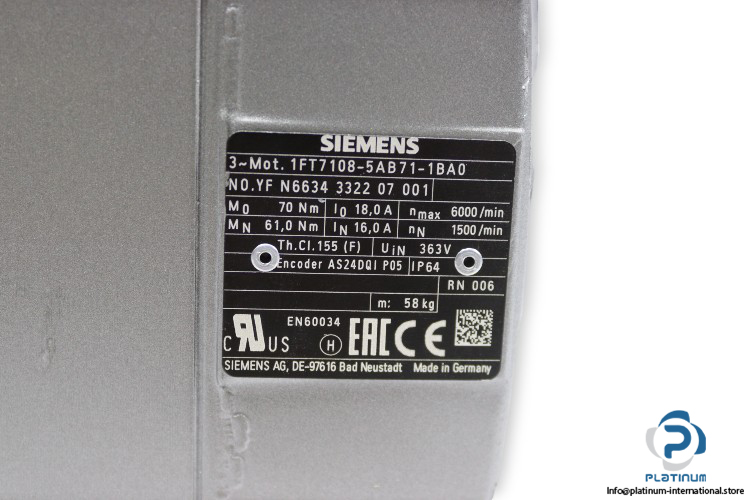 SIEMENS
3~Mot. 1FT7108-5AB71-1BA0
NO.YF N6634 3322 07 001
M0 70 Nm I0 18,0 A nmax 6000/min
MN 61,0 Nm IN 16,0 A nN 1500/min
Th.Cl.155 (F) UiN 363V
Encoder AS24DQI P05 IP64
RN 006
m: 58 kg
EN60034
C RU US H EAC CE
SIEMENS AG, DE-97616 Bad Neustadt Made in Germany
PLATINUM
Info@platinum-international.store